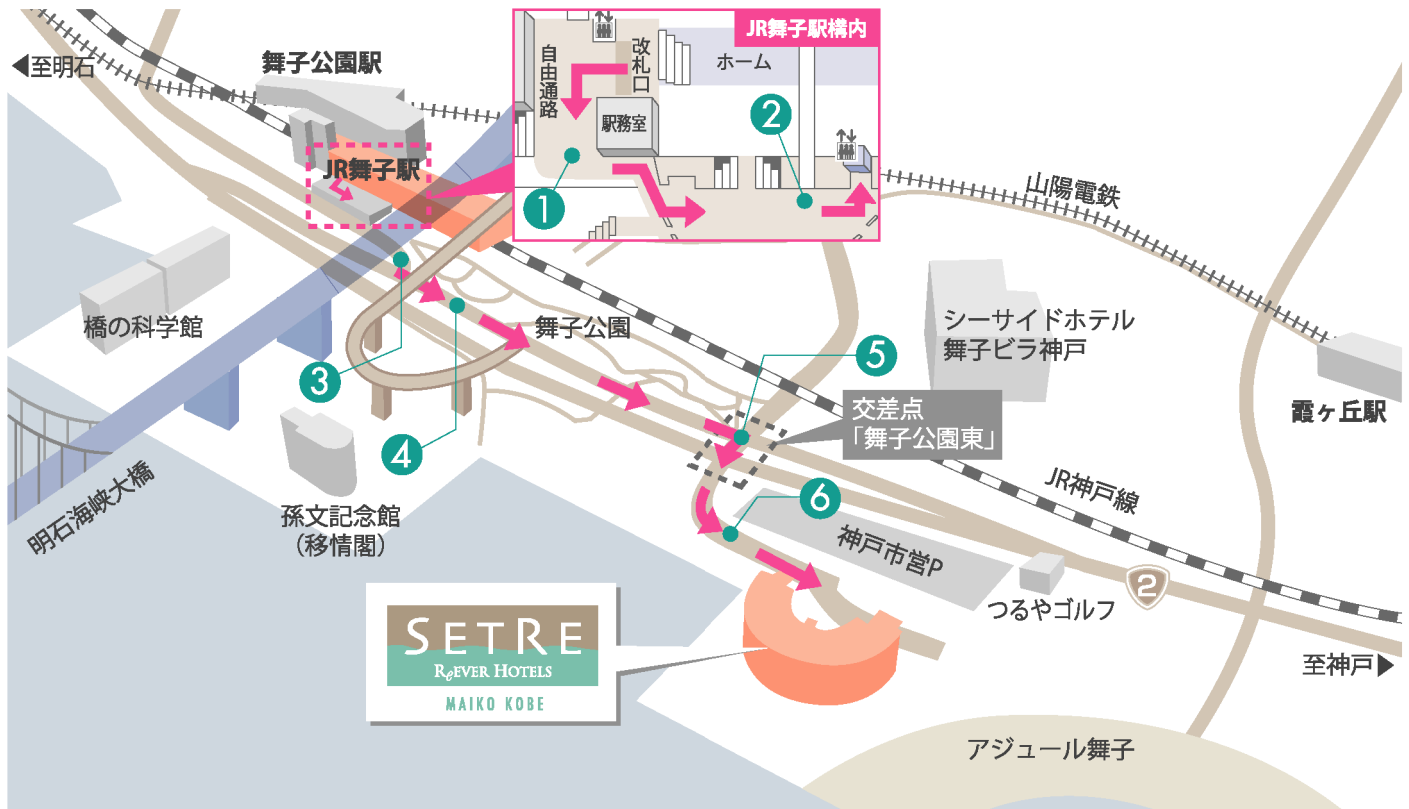 JR舞子駅構内
自由通路
改札口
ホーム
駅務室
1
2
◀至明石
舞子公園駅
JR舞子駅
山陽電鉄
橋の科学館
舞子公園
シーサイドホテル
舞子ビラ神戸
霞ヶ丘駅
3
4
5
交差点
「舞子公園東」
JR神戸線
明石海峡大橋
孫文記念館
（移情閣）
6
神戸市営P
つるやゴルフ
2
至神戸▶
SETRE
ReEVER HOTELS
MAIKO KOBE
アジュール舞子